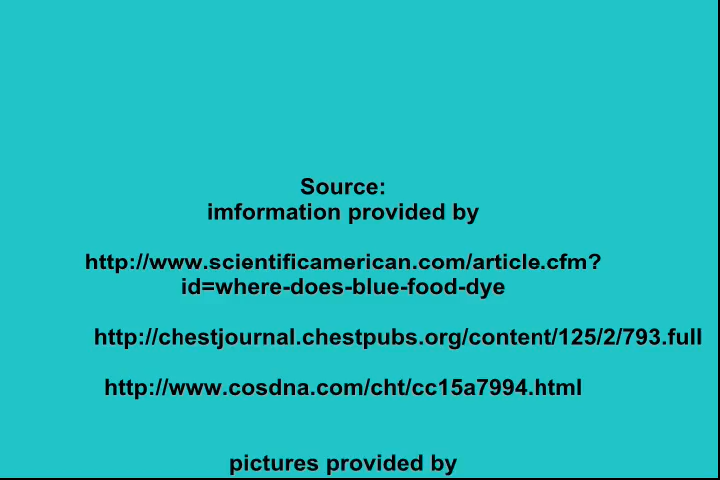 Source:
imformation provided by
http://www.scientificamerican.com/article.cfm?
id=where-does-blue-food-dye
http://chestjournal.chestpubs.org/content/125/2/793.full
http://www.cosdna.com/cht/cc15a7994.html
pictures provided by